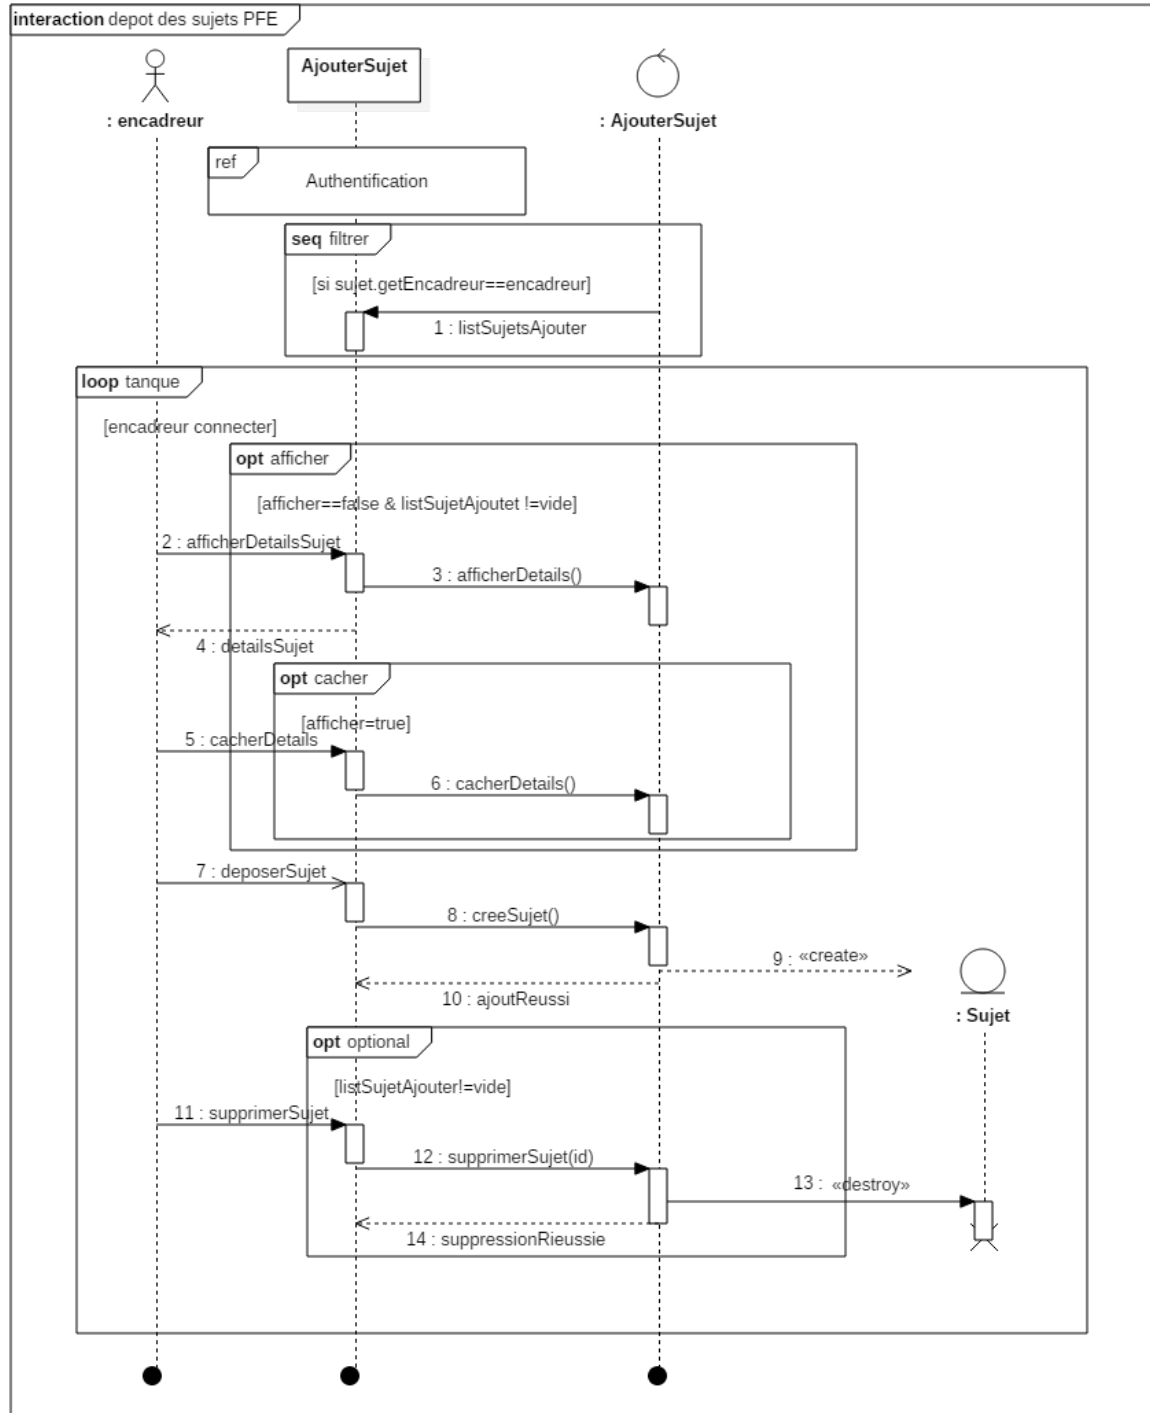 interaction depot des sujets PFE
AjouterSujet
: encadreur
: AjouterSujet
ref
Authentification
seq filtrer
[si sujet.getEncadreur==encadreur]
1 : listSujetsAjouter
loop tanque
[encadreur connecter]
opt afficher
[afficher==false & listSujetAjoutet !=vide]
2 : afficherDetailsSujet
3 : afficherDetails()
4 : detailsSujet
opt cacher
[afficher=true]
5 : cacherDetails
6 : cacherDetails()
7 : deposerSujet
8 : creeSujet()
9 : «create»
10 : ajoutReussi
: Sujet
opt optional
[listSujetAjouter!=vide]
11 : supprimerSujet
12 : supprimerSujet(id)
13 : «destroy»
14 : suppressionRieussie